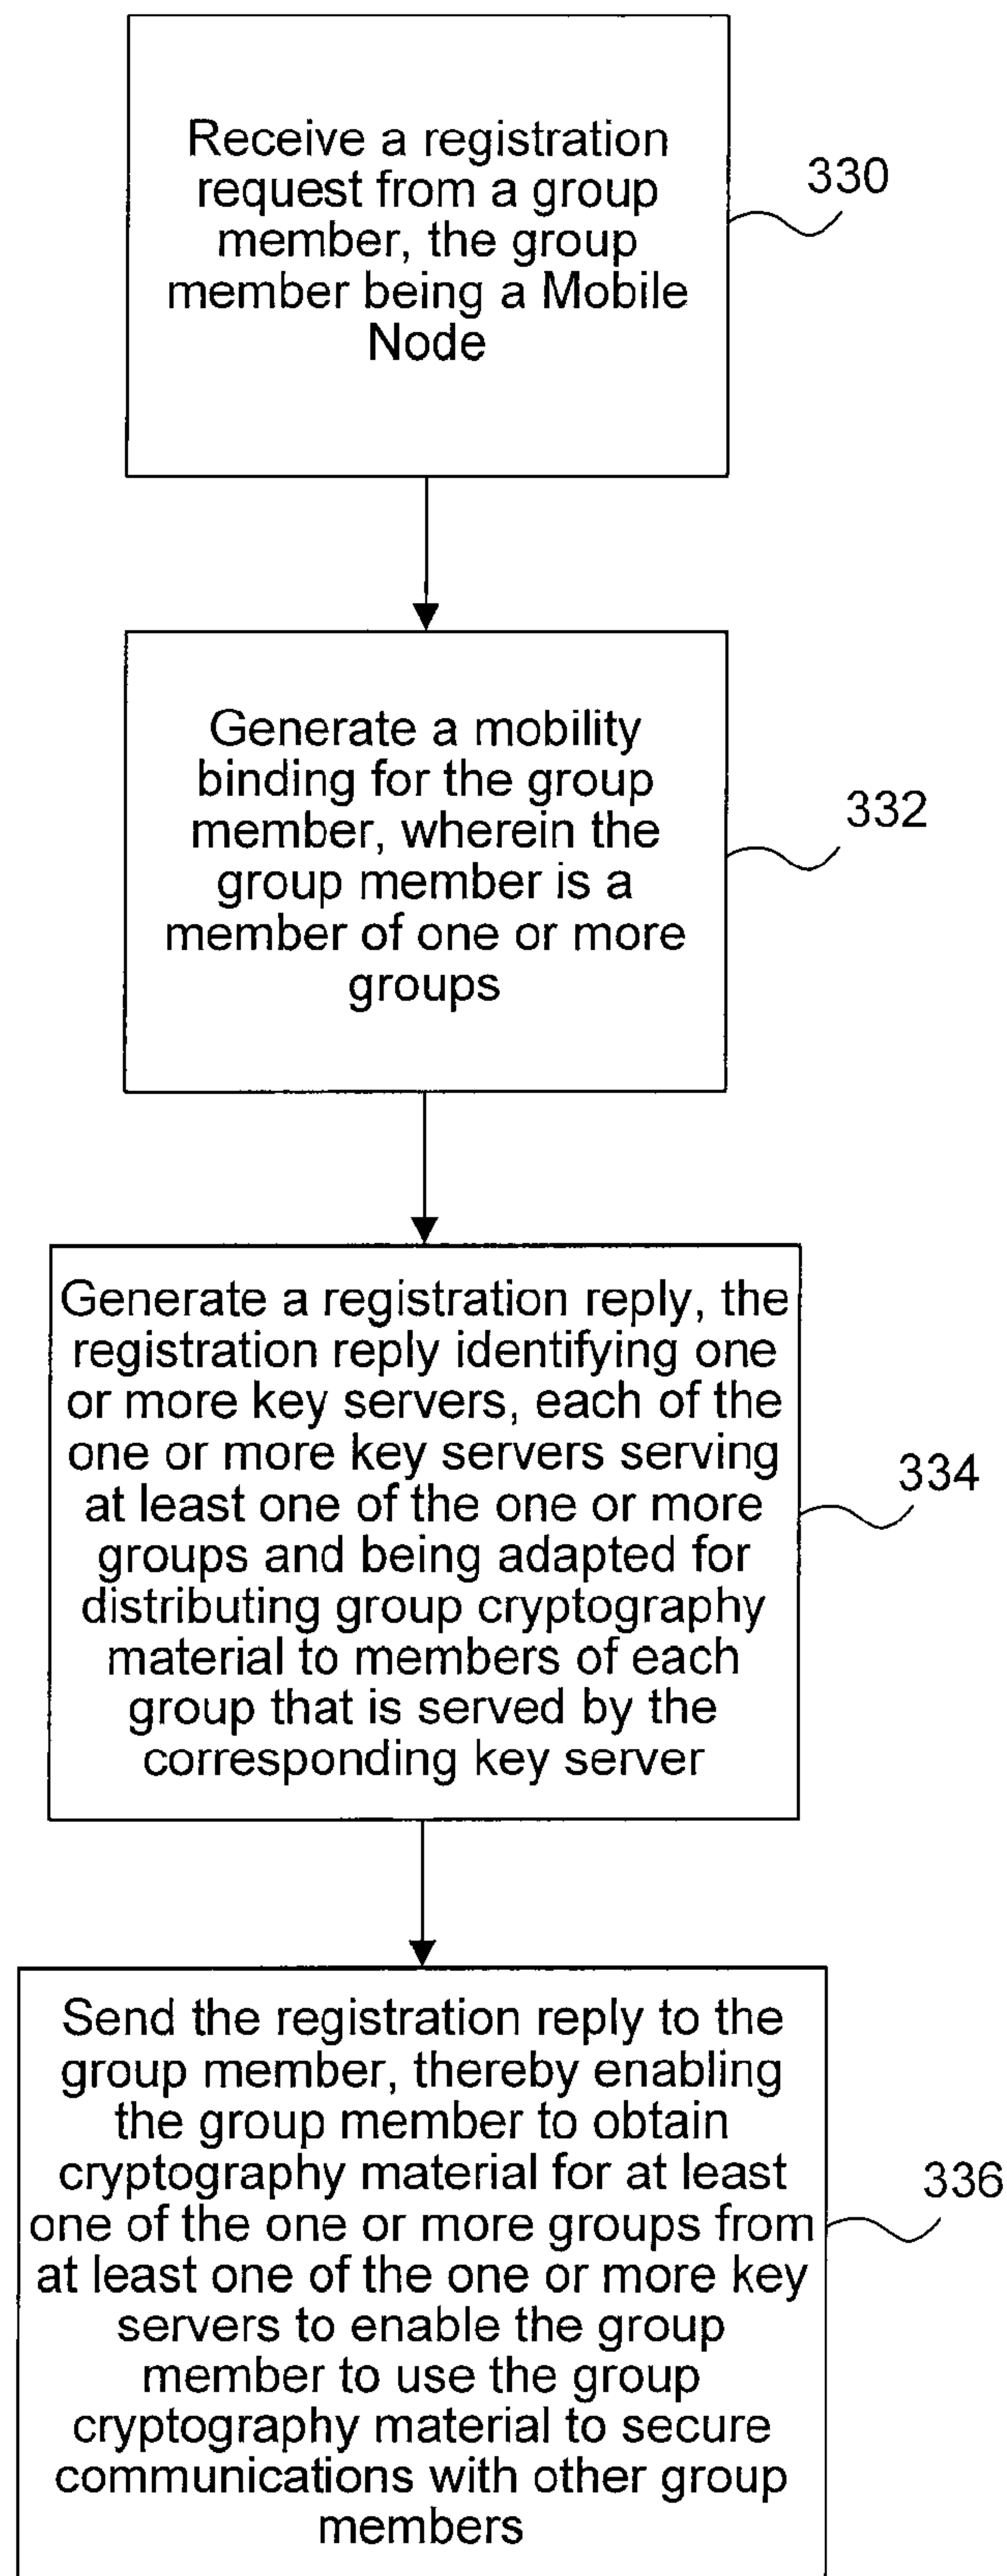 Receive a registration
request from a group
member, the group
member being a Mobile
Node
330
Generate a mobility
binding for the group
member, wherein the
group member is a
member of one or more
groups
332
Generate a registration reply, the
registration reply identifying one
or more key servers, each of the
one or more key servers serving
at least one of the one or more
groups and being adapted for
distributing group cryptography
material to members of each
group that is served by the
corresponding key server
334
Send the registration reply to the
group member, thereby enabling
the group member to obtain
cryptography material for at least
one of the one or more groups from
at least one of the one or more key
servers to enable the group
member to use the group
cryptography material to secure
communications with other group
members
336